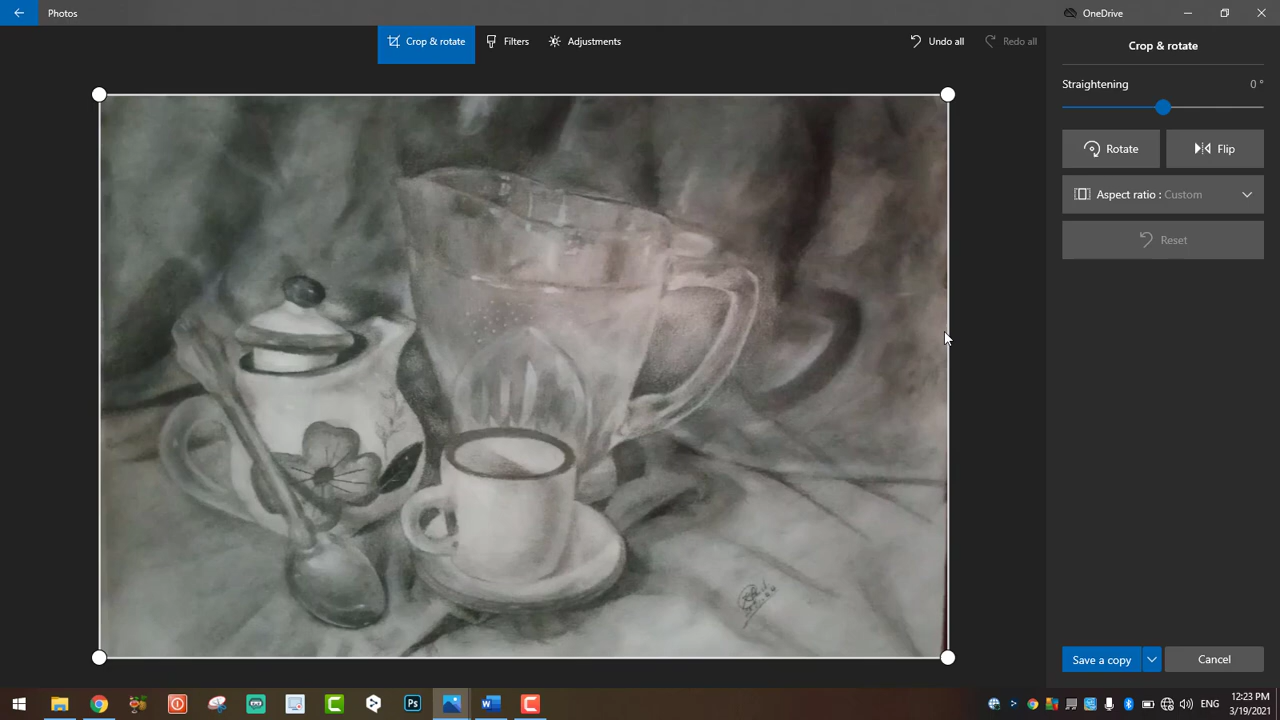 Photos
OneDrive
Crop & rotate
Filters
Adjustments
Undo all
Redo all
Crop & rotate
Straightening 0 °
Rotate
Flip
Aspect ratio : Custom
Reset
Save a copy
Cancel
Ps
ENG
12:23 PM
3/19/2021